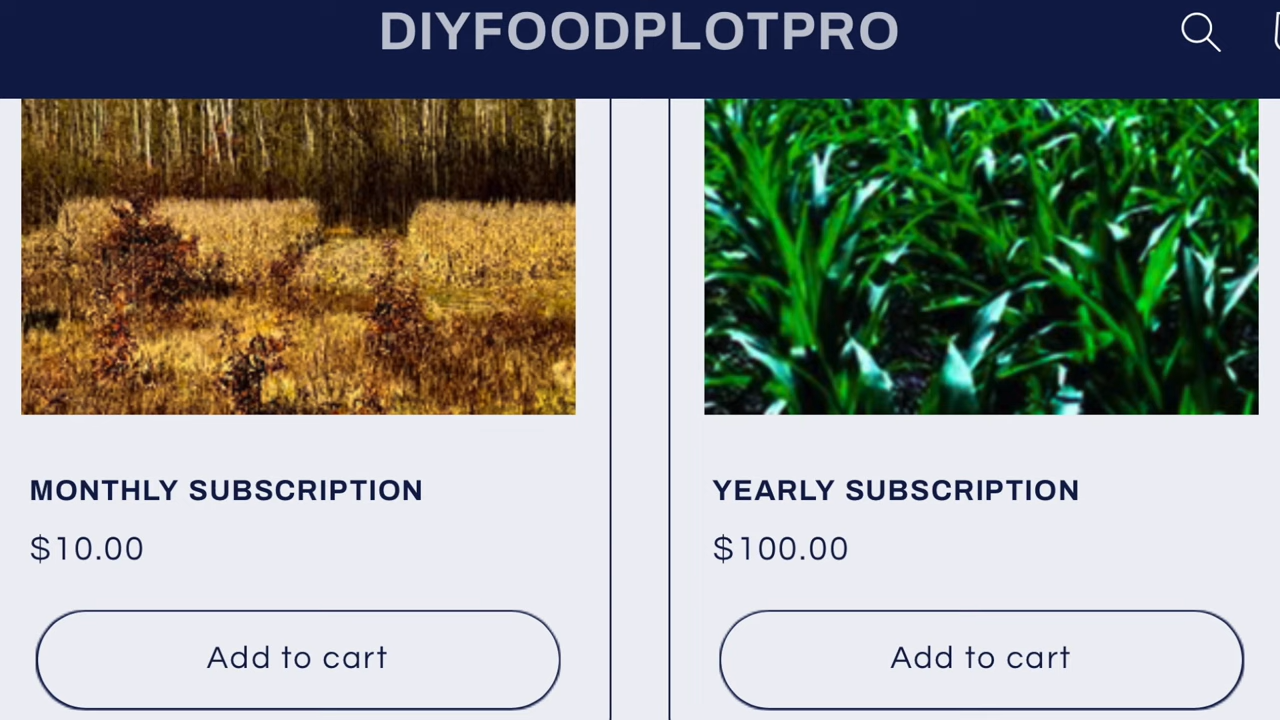 DIYFOODPLOTPRO
MONTHLY SUBSCRIPTION
$10.00
Add to cart
YEARLY SUBSCRIPTION
$100.00
Add to cart